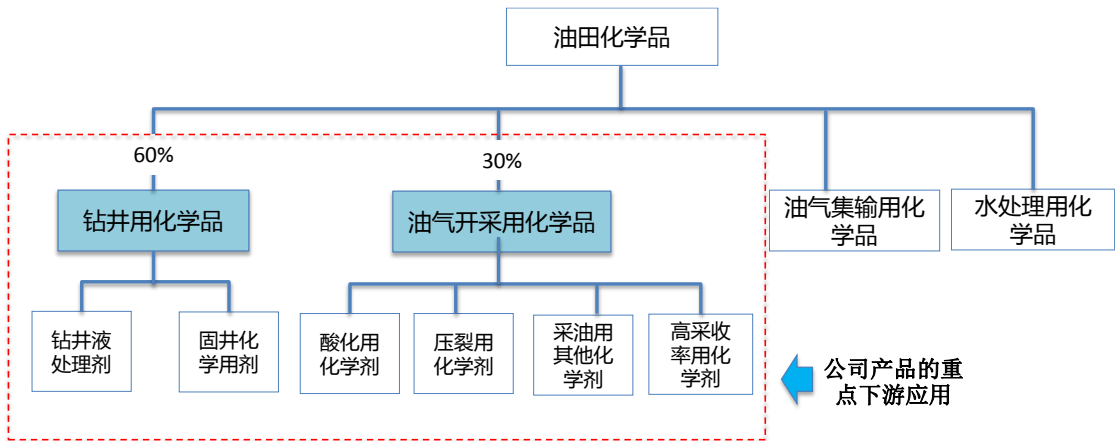 油田化学品
60%
30%
钻井用化学品
油气开采用化学品
油气集输用化
学品
水处理用化
学品
钻井液
处理剂
固井化
学用剂
酸化用
化学剂
压裂用
化学剂
采油用
其他化
学剂
高采收
率用化
学剂
公司产品的重
点下游应用